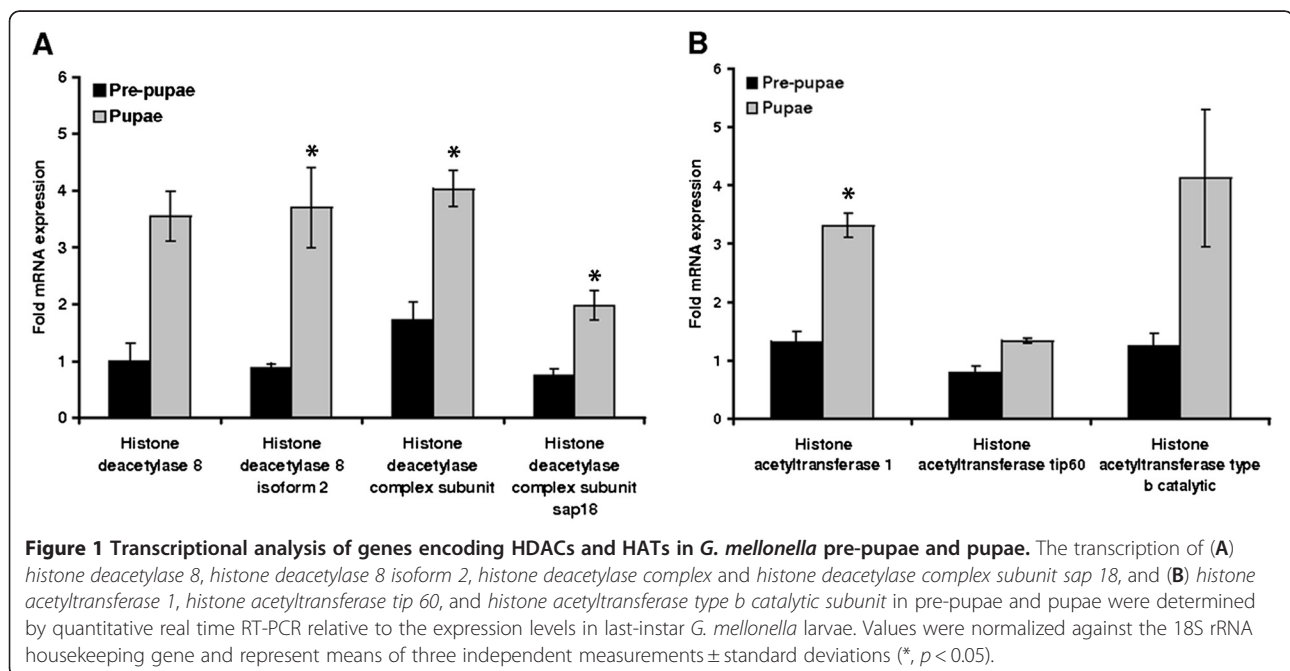 A
6
5
4
3
2
1
0
Fold mRNA expression
Pre-pupae
Pupae
*
*
*
Histone deacetylase 8
Histone deacetylase 8 isoform 2
Histone deacetylase complex subunit
Histone deacetylase complex subunit sap18
B
6
5
4
3
2
1
0
Fold mRNA expression
Pre-pupae
Pupae
*
Histone acetyltransferase 1
Histone acetyltransferase tip60
Histone acetyltransferase type b catalytic
Figure 1 Transcriptional analysis of genes encoding HDACs and HATs in G. mellonella pre-pupae and pupae. The transcription of (A)
histone deacetylase 8, histone deacetylase 8 isoform 2, histone deacetylase complex and histone deacetylase complex subunit sap 18, and (B) histone
acetyltransferase 1, histone acetyltransferase tip 60, and histone acetyltransferase type b catalytic subunit in pre-pupae and pupae were determined
by quantitative real time RT-PCR relative to the expression levels in last-instar G. mellonella larvae. Values were normalized against the 18S rRNA
housekeeping gene and represent means of three independent measurements ± standard deviations (*, p < 0.05).